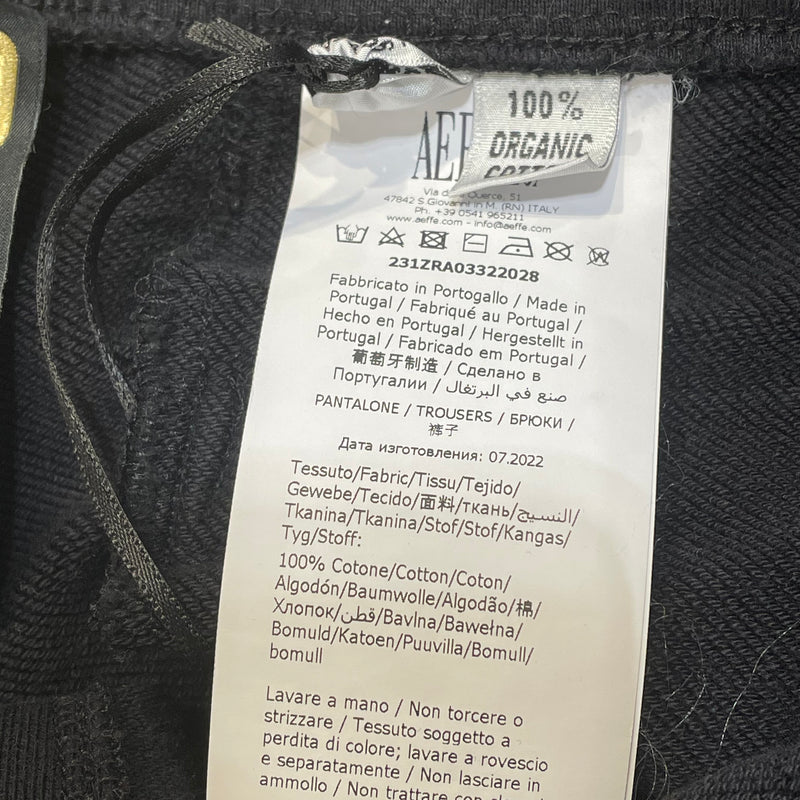 100%
ORGANIC
AEF
47842 S Giovanni in M. (RN) ITALY
Ph. +39 0541 965211
www.aeffe.com - info@aeffe.com
231ZRA03322028
Fabbricato in Portogallo / Made in
Portugal / Fabriqué au Portugal /
Hecho en Portugal / Hergestellt in
Portugal / Fabricado em Portugal /
葡萄牙制造 / Сделано в
Португалии / صنع في البرتغال
PANTALONE / TROUSERS / БРЮКИ /
裤子
Дата изготовления: 07.2022
Tessuto/Fabric/Tissu/Tejido/
Gewebe/Tecido/面料/ткань/النسيج/
Tkanina/Tkanina/Stof/Stof/Kangas/
Tyg/Stoff:
100% Cotone/Cotton/Coton/
Algodón/Baumwolle/Algodão/棉/
Хлопок/قطن/Bavlna/Bawełna/
Bomuld/Katoen/Puuvilla/Bomull/
bomull
Lavare a mano / Non torcere o
strizzare / Tessuto soggetto a
perdita di colore; lavare a rovescio
e separatamente / Non lasciare in
ammollo / Non trattare con